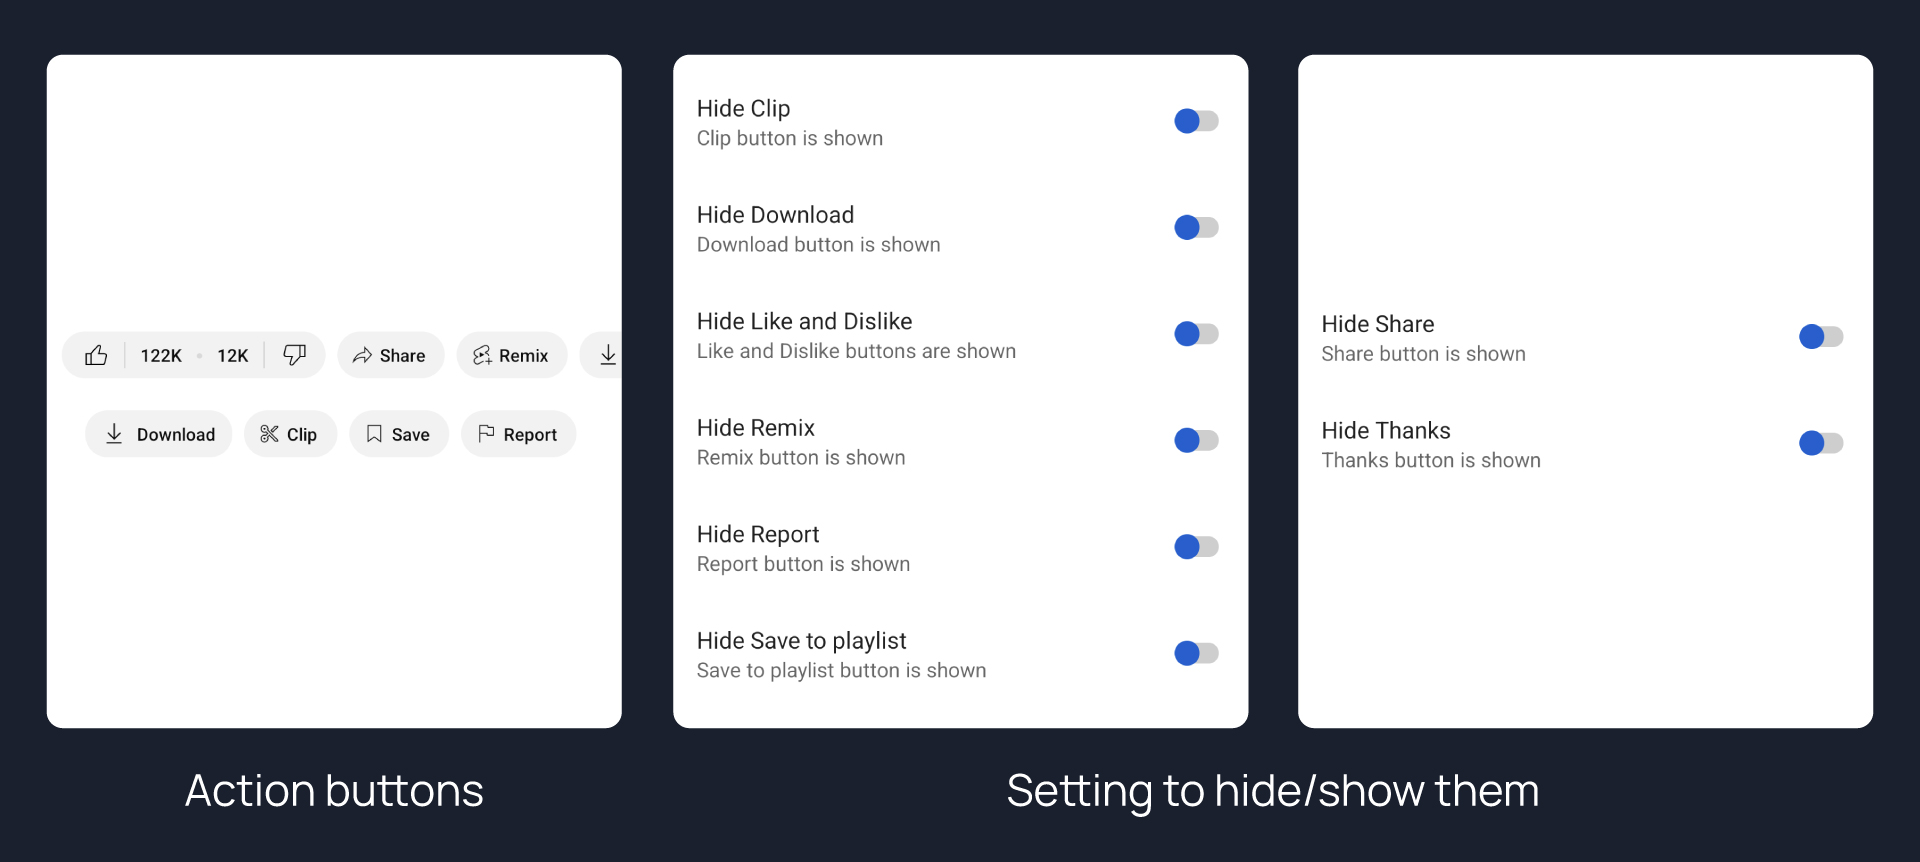 122K • 12K Share Remix
Download Clip Save Report
Action buttons
Hide Clip
Clip button is shown
Hide Download
Download button is shown
Hide Like and Dislike
Like and Dislike buttons are shown
Hide Remix
Remix button is shown
Hide Report
Report button is shown
Hide Save to playlist
Save to playlist button is shown
Hide Share
Share button is shown
Hide Thanks
Thanks button is shown
Setting to hide/show them